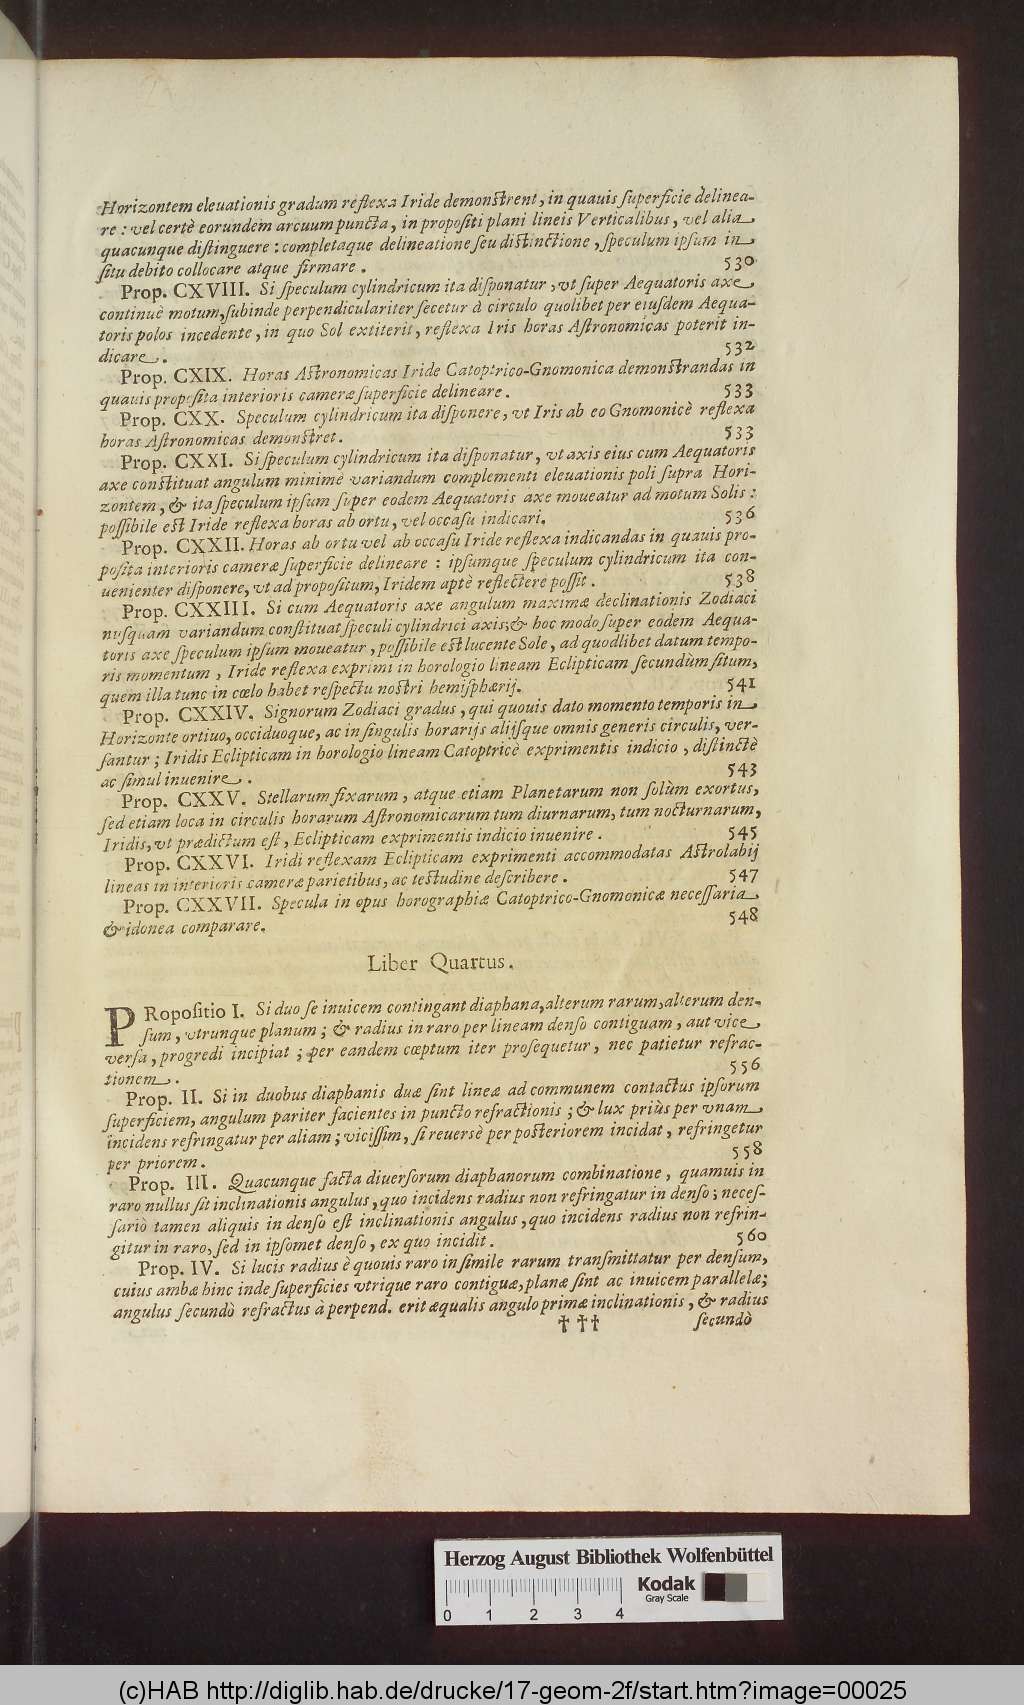 Horizontem eleuationis gradum reflexa Iride demonſtrent, in quauis ſuperficie delinea-
re : vel certè eorundem arcuum puncta, in propoſiti plani lineis Verticalibus, vel alia
quacunque diſtinguere : completaque delineatione ſeu diſtinctione, ſpeculum ipſum in
ſitu debito collocare atque firmare. 530
Prop. CXVIII. Si ſpeculum cylindricum ita diſponatur, vt ſuper Aequatoris axe
continuè motum, ſubinde perpendiculariter ſecetur à circulo quolibet per eiuſdem Aequa-
toris polos incedente, in quo Sol extiterit, reflexa Iris horas Aſtronomicas poterit in-
dicare. 532
Prop. CXIX. Horas Aſtronomicas Iride Catoptrico-Gnomonica demonſtrandas in
quauis propoſita interioris cameræ ſuperficie delineare. 533
Prop. CXX. Speculum cylindricum ita diſponere, vt Iris ab eo Gnomonicè reflexa
horas Aſtronomicas demonſtret. 533
Prop. CXXI. Si ſpeculum cylindricum ita diſponatur, vt axis eius cum Aequatoris
axe conſtituat angulum minimè variandum complementi eleuationis poli ſupra Hori-
zontem, & ita ſpeculum ipſum ſuper eodem Aequatoris axe moueatur ad motum Solis :
poſſibile eſt Iride reflexa horas ab ortu, vel occaſu indicari. 536
Prop. CXXII. Horas ab ortu vel ab occaſu Iride reflexa indicandas in quauis pro-
poſita interioris cameræ ſuperficie delineare : ipſumque ſpeculum cylindricum ita con-
uenienter diſponere, vt ad propoſitum, Iridem aptè reflectere poſſit. 538
Prop. CXXIII. Si cum Aequatoris axe angulum maximæ declinationis Zodiaci
nuſquam variandum conſtituat ſpeculi cylindrici axis; & hoc modo ſuper eodem Aequa-
toris axe ſpeculum ipſum moueatur, poſſibile eſt lucente Sole, ad quodlibet datum tempo-
ris momentum, Iride reflexa exprimi in horologio lineam Eclipticam ſecundùm ſitum,
quem illa tunc in cœlo habet reſpectu noſtri hemiſphærij. 541
Prop. CXXIV. Signorum Zodiaci gradus, qui quouis dato momento temporis in
Horizonte ortiuo, occiduoque, ac in ſingulis horarijs alijſque omnis generis circulis, ver-
ſantur ; Iridis Eclipticam in horologio lineam Catoptricè exprimentis indicio, diſtinctè
ac ſimul inuenire. 543
Prop. CXXV. Stellarum fixarum, atque etiam Planetarum non ſolùm exortus,
ſed etiam loca in circulis horarum Aſtronomicarum tum diurnarum, tum nocturnarum,
Iridis, vt prædictum eſt, Eclipticam exprimentis indicio inuenire. 545
Prop. CXXVI. Iridi reflexam Eclipticam exprimenti accommodatas Aſtrolabij
lineas in interioris cameræ parietibus, ac teſtudine deſcribere. 547
Prop. CXXVII. Specula in opus horographiæ Catoptrico-Gnomonicæ neceſſaria
& idonea comparare. 548
Liber Quartus.
PRopoſitio I. Si duo ſe inuicem contingant diaphana, alterum rarum, alterum den-
ſum, vtrunque planum ; & radius in raro per lineam denſo contiguam, aut vice
verſa, progredi incipiat ; per eandem cœptum iter proſequetur, nec patietur refrac-
tionem. 556
Prop. II. Si in duobus diaphanis duæ ſint lineæ ad communem contactus ipſorum
ſuperficiem, angulum pariter facientes in puncto refractionis ; & lux priùs per vnam
incidens refringatur per aliam ; viciſſim, ſi reuersè per poſteriorem incidat, refringetur
per priorem. 558
Prop. III. Quacunque facta diuerſorum diaphanorum combinatione, quamuis in
raro nullus ſit inclinationis angulus, quo incidens radius non refringatur in denſo ; neceſ-
ſariò tamen aliquis in denſo eſt inclinationis angulus, quo incidens radius non refrin-
gitur in raro, ſed in ipſomet denſo, ex quo incidit. 560
Prop. IV. Si lucis radius è quouis raro in ſimile rarum tranſmittatur per denſum,
cuius ambæ hinc inde ſuperficies vtrique raro contiguæ, planæ ſint ac inuicem parallelæ;
angulus ſecundò refractus à perpend. erit æqualis angulo primæ inclinationis, & radius
††† ſecundò
Herzog August Bibliothek Wolfenbüttel
Kodak
Gray Scale
0 1 2 3 4
(c)HAB http://diglib.hab.de/drucke/17-geom-2f/start.htm?image=00025